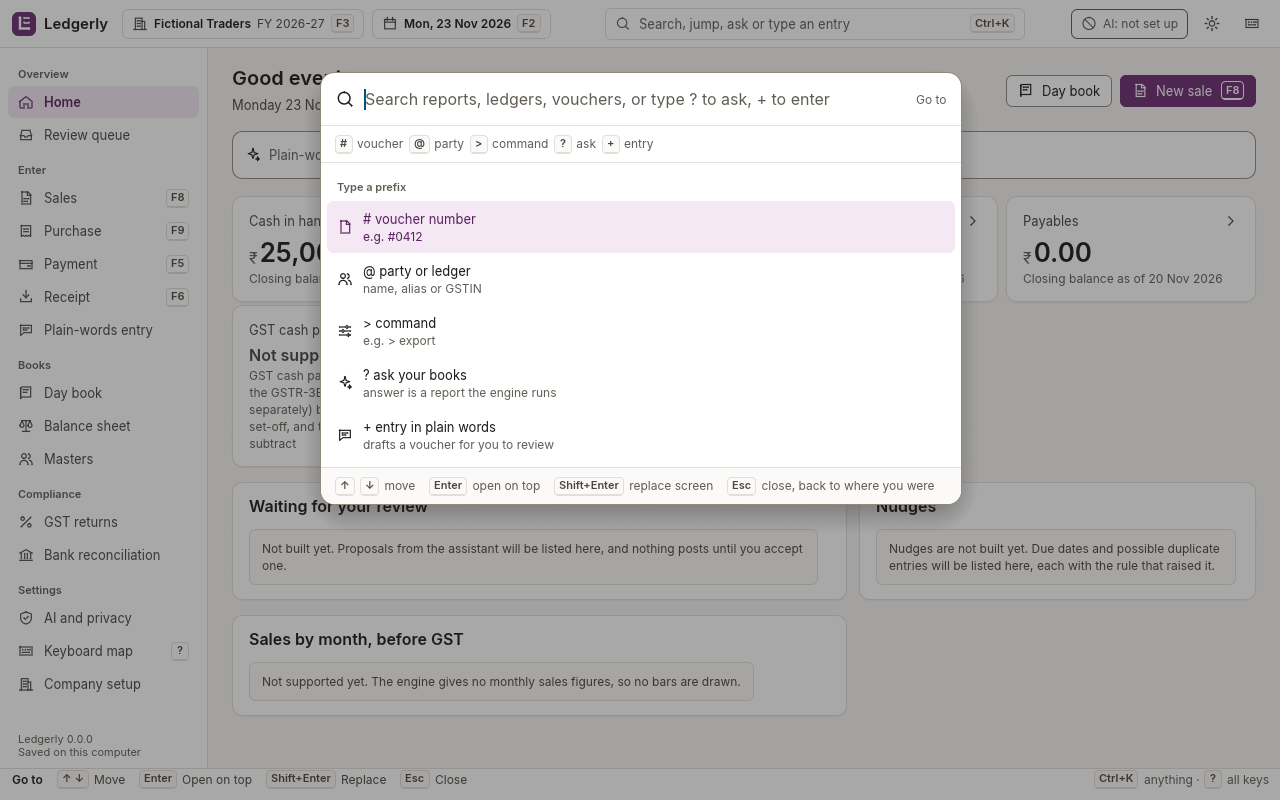 Ledgerly
Fictional Traders FY 2026-27 F3
Mon, 23 Nov 2026 F2
Search, jump, ask or type an entry Ctrl+K
AI: not set up
Overview
Home
Review queue
Enter
Sales F8
Purchase F9
Payment F5
Receipt F6
Plain-words entry
Books
Day book
Balance sheet
Masters
Compliance
GST returns
Bank reconciliation
Settings
AI and privacy
Keyboard map ?
Company setup
Ledgerly 0.0.0
Saved on this computer
Good
Monday 23
Day book
New sale F8
Search reports, ledgers, vouchers, or type ? to ask, + to enter Go to
# voucher @ party > command ? ask + entry
Type a prefix
# voucher number
e.g. #0412
@ party or ledger
name, alias or GSTIN
> command
e.g. > export
? ask your books
answer is a report the engine runs
+ entry in plain words
drafts a voucher for you to review
↑ ↓ move Enter open on top Shift+Enter replace screen Esc close, back to where you were
Cash in
Closing
Payables
₹0.00
Closing balance as of 20 Nov 2026
GST cash
Not
GST cash
the
separately)
set-off, and
subtract
Waiting for your review
Not built yet. Proposals from the assistant will be listed here, and nothing posts until you accept
one.
Nudges
Nudges are not built yet. Due dates and possible duplicate
entries will be listed here, each with the rule that raised it.
Sales by month, before GST
Not supported yet. The engine gives no monthly sales figures, so no bars are drawn.
Go to ↑↓ Move Enter Open on top Shift+Enter Replace Esc Close
Ctrl+K anything · ? all keys